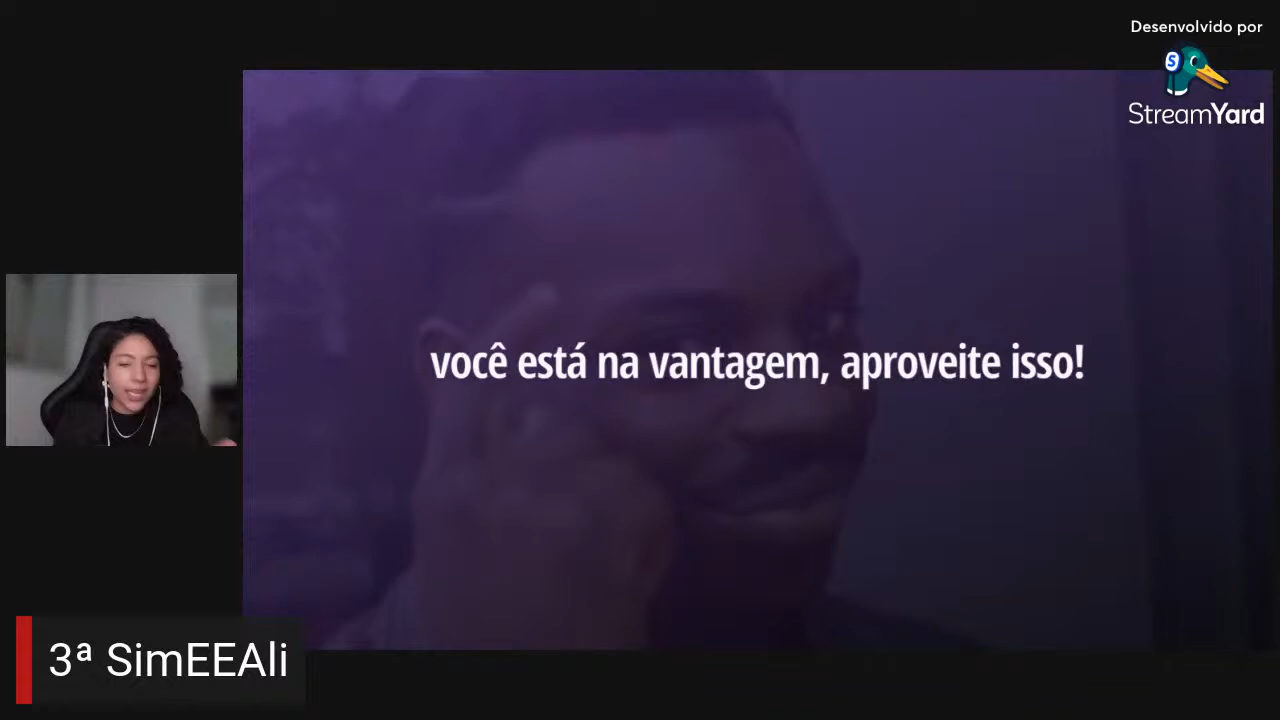 Desenvolvido por
S
StreamYard
você está na vantagem, aproveite isso!
3ª SimEEAli